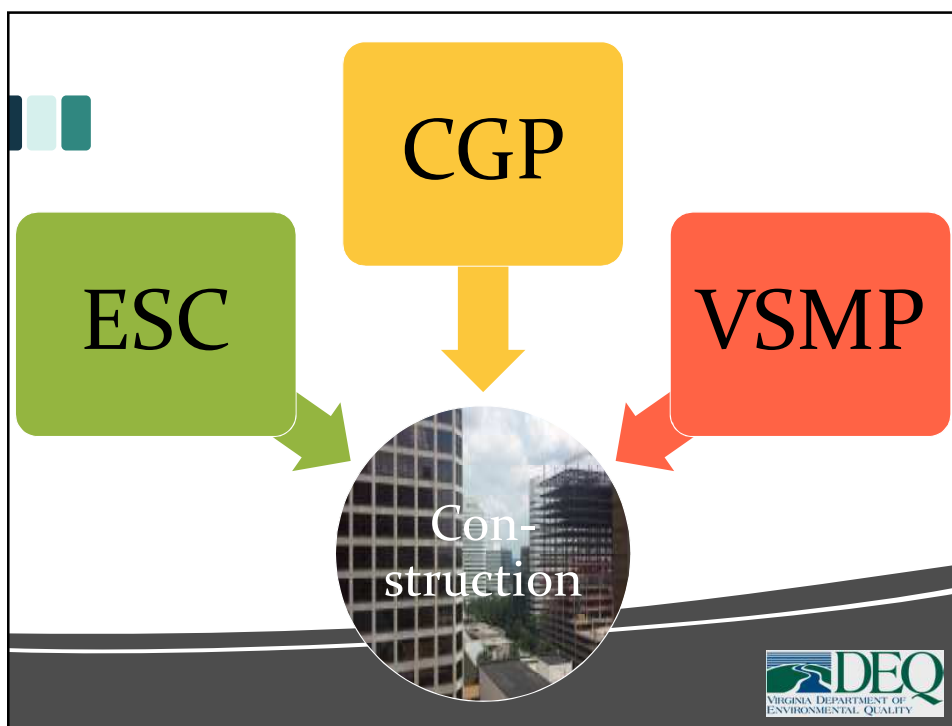 CGP
ESC
VSMP
Con-
struction
DEQ
VIRGINIA DEPARTMENT OF
ENVIRONMENTAL QUALITY